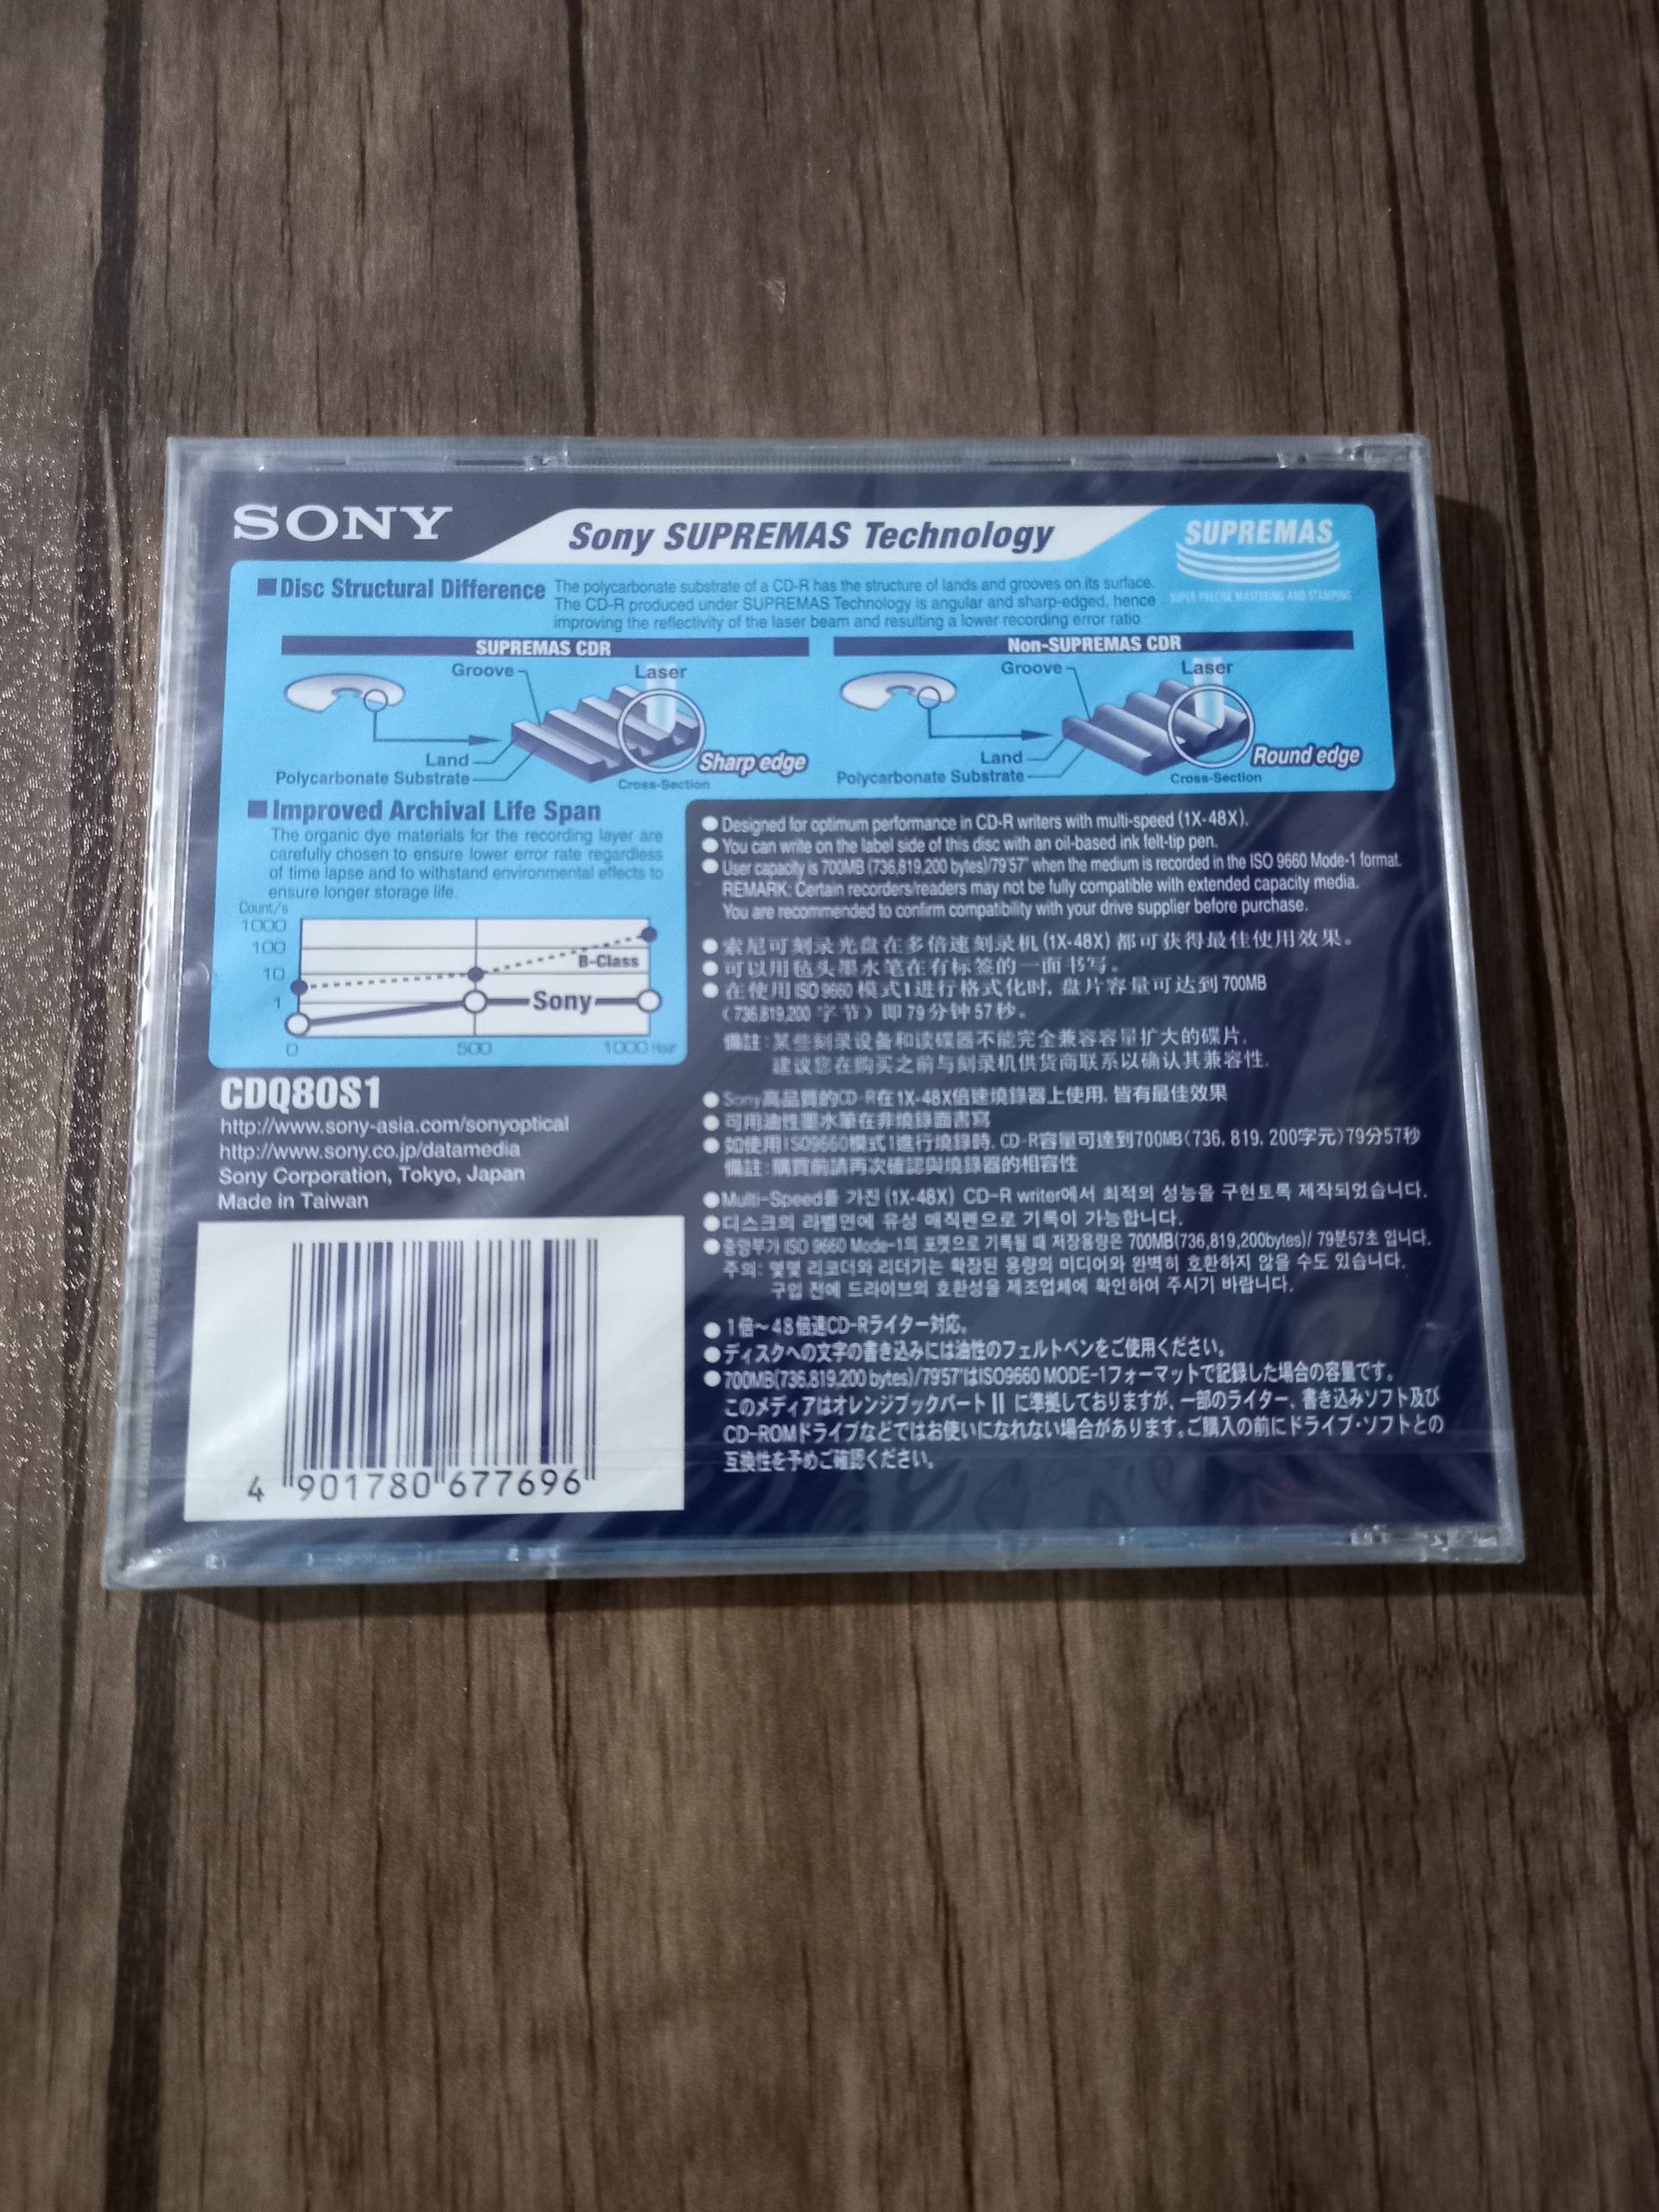 SONY
Sony SUPREMAS Technology
SUPREMAS
SUPER PRECISE MASTERING AND STAMPING
■ Disc Structural Difference
The polycarbonate substrate of a CD-R has the structure of lands and grooves on its surface.
The CD-R produced under SUPREMAS Technology is angular and sharp-edged, hence
improving the reflectivity of the laser beam and resulting a lower recording error ratio
SUPREMAS CDR
Groove
Laser
Land
Polycarbonate Substrate
Sharp edge
Cross-Section
Non-SUPREMAS CDR
Groove
Laser
Land
Polycarbonate Substrate
Round edge
Cross-Section
■ Improved Archival Life Span
The organic dye materials for the recording layer are
carefully chosen to ensure lower error rate regardless
of time lapse and to withstand environmental effects to
ensure longer storage life.
Count/s
1000
100
10
1
B-Class
Sony
0 500 1000 Hour
CDQ80S1
http://www.sony-asia.com/sonyoptical
http://www.sony.co.jp/datamedia
Sony Corporation, Tokyo, Japan
Made in Taiwan
4 901780 677696
● Designed for optimum performance in CD-R writers with multi-speed (1X-48X).
● You can write on the label side of this disc with an oil-based ink felt-tip pen.
● User capacity is 700MB (736,819,200 bytes)/79'57" when the medium is recorded in the ISO 9660 Mode-1 format.
REMARK: Certain recorders/readers may not be fully compatible with extended capacity media.
You are recommended to confirm compatibility with your drive supplier before purchase.
● 索尼可刻录光盘在多倍速刻录机 (1X-48X) 都可获得最佳使用效果。
● 可以用毡头墨水笔在有标签的一面书写。
● 在使用 ISO 9660 模式1进行格式化时, 盘片容量可达到 700MB
(736,819,200 字节) 即 79 分钟 57 秒。
備註: 某些刻录设备和读碟器不能完全兼容容量扩大的碟片,
建议您在购买之前与刻录机供货商联系以确认其兼容性.
● Sony高品質的CD-R在1X-48X倍速燒錄器上使用, 皆有最佳效果
● 可用油性墨水筆在非燒錄面書寫
● 如使用ISO9660模式1進行燒錄時, CD-R容量可達到700MB(736, 819, 200字元)79分57秒
備註: 購買前請再次確認與燒錄器的相容性
● Multi-Speed를 가진 (1X-48X) CD-R writer에서 최적의 성능을 구현토록 제작되었습니다.
● 디스크의 라벨면에 유성 매직펜으로 기록이 가능합니다.
● 중앙부가 ISO 9660 Mode-1의 포멧으로 기록될 때 저장용량은 700MB(736,819,200bytes)/ 79분57초 입니다.
주의: 몇몇 리코더와 리더기는 확장된 용량의 미디어와 완벽히 호환하지 않을 수도 있습니다.
구입 전에 드라이브의 호환성을 제조업체에 확인하여 주시기 바랍니다.
● 1倍〜48倍速CD-Rライター対応。
● ディスクへの文字の書き込みには油性のフェルトペンをご使用ください。
● 700MB(736,819,200 bytes)/79'57"はISO9660 MODE-1フォーマットで記録した場合の容量です。
このメディアはオレンジブックパート II に準拠しておりますが、一部のライター、書き込みソフト及び
CD-ROMドライブなどではお使いになれない場合があります。ご購入の前にドライブ・ソフトとの
互換性を予めご確認ください。